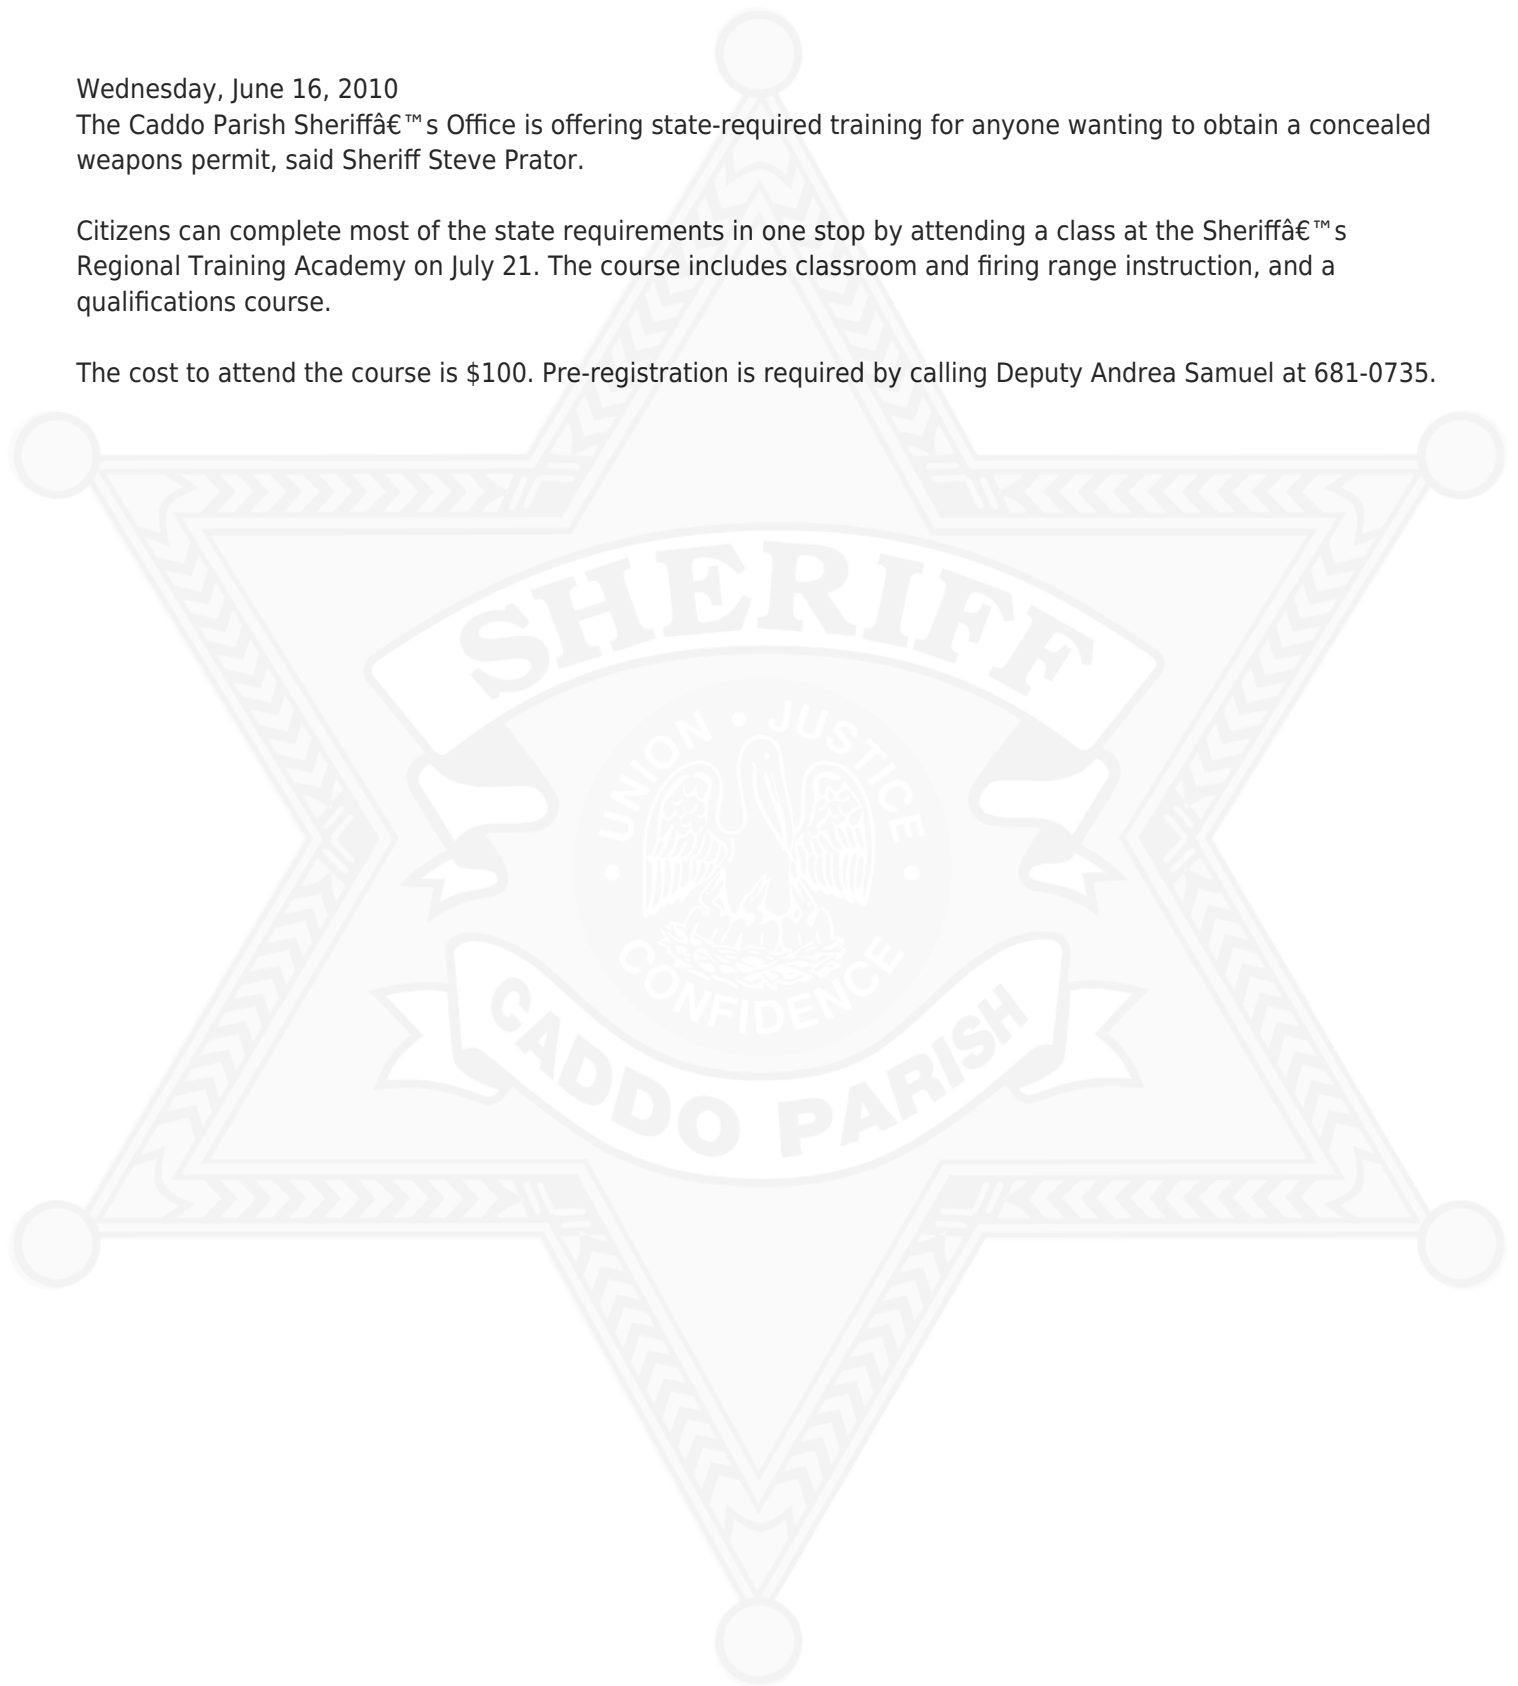 Wednesday, June 16, 2010
The Caddo Parish Sheriffâ€™s Office is offering state-required training for anyone wanting to obtain a concealed
weapons permit, said Sheriff Steve Prator.
Citizens can complete most of the state requirements in one stop by attending a class at the Sheriffâ€™s
Regional Training Academy on July 21. The course includes classroom and firing range instruction, and a
qualifications course.
The cost to attend the course is $100. Pre-registration is required by calling Deputy Andrea Samuel at 681-0735.
SHERIFF
UNION • JUSTICE
• CONFIDENCE •
CADDO PARISH